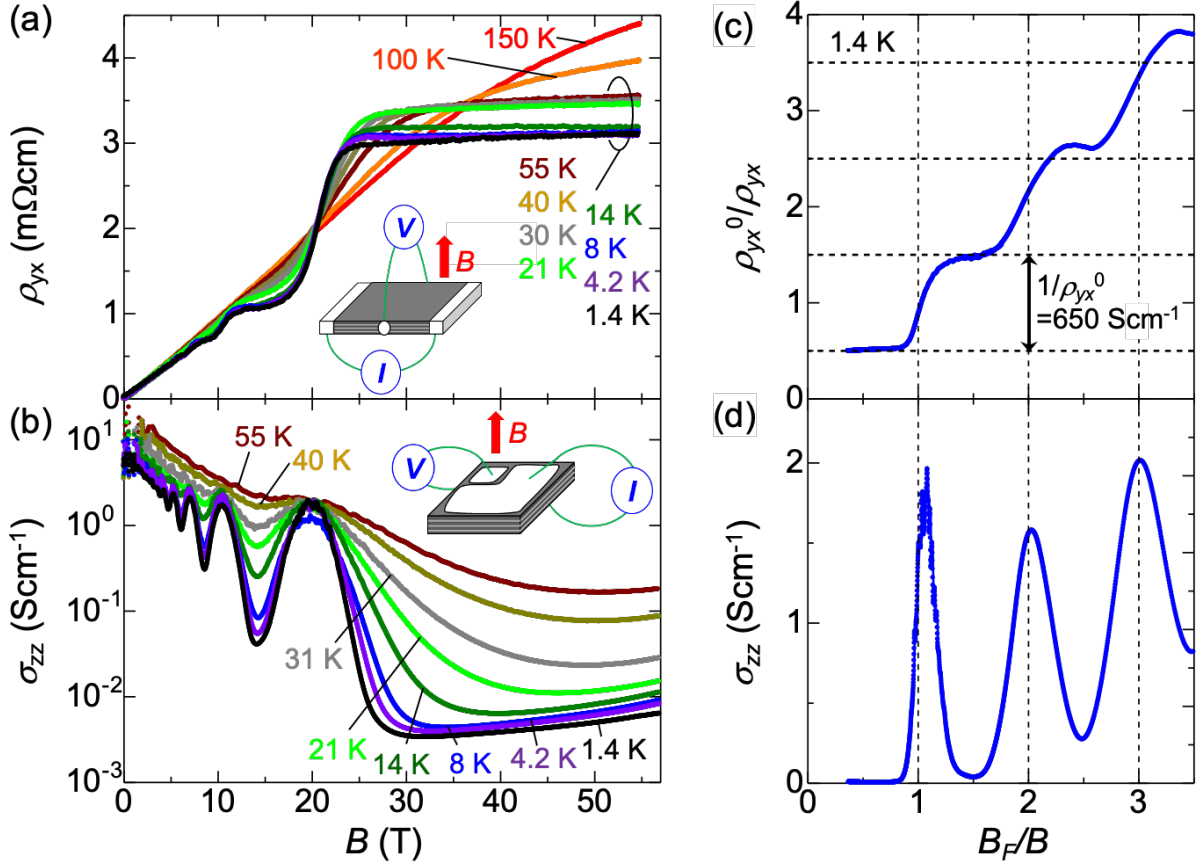 (a)
150 K
100 K
4
3
2
1
0
ρyx (mΩcm)
55 K
40 K
30 K
21 K
14 K
8 K
4.2 K
1.4 K
V
B
I
(b)
10¹
10⁰
10⁻¹
10⁻²
10⁻³
σzz (Scm⁻¹)
55 K
40 K
31 K
21 K
14 K
8 K
4.2 K
1.4 K
B
V
I
0
10
20
30
40
50
B (T)
(c)
1.4 K
4
3
2
1
0
ρyx⁰/ρyx
1/ρyx⁰
=650 Scm⁻¹
(d)
2
1
0
σzz (Scm⁻¹)
1
2
3
BF/B